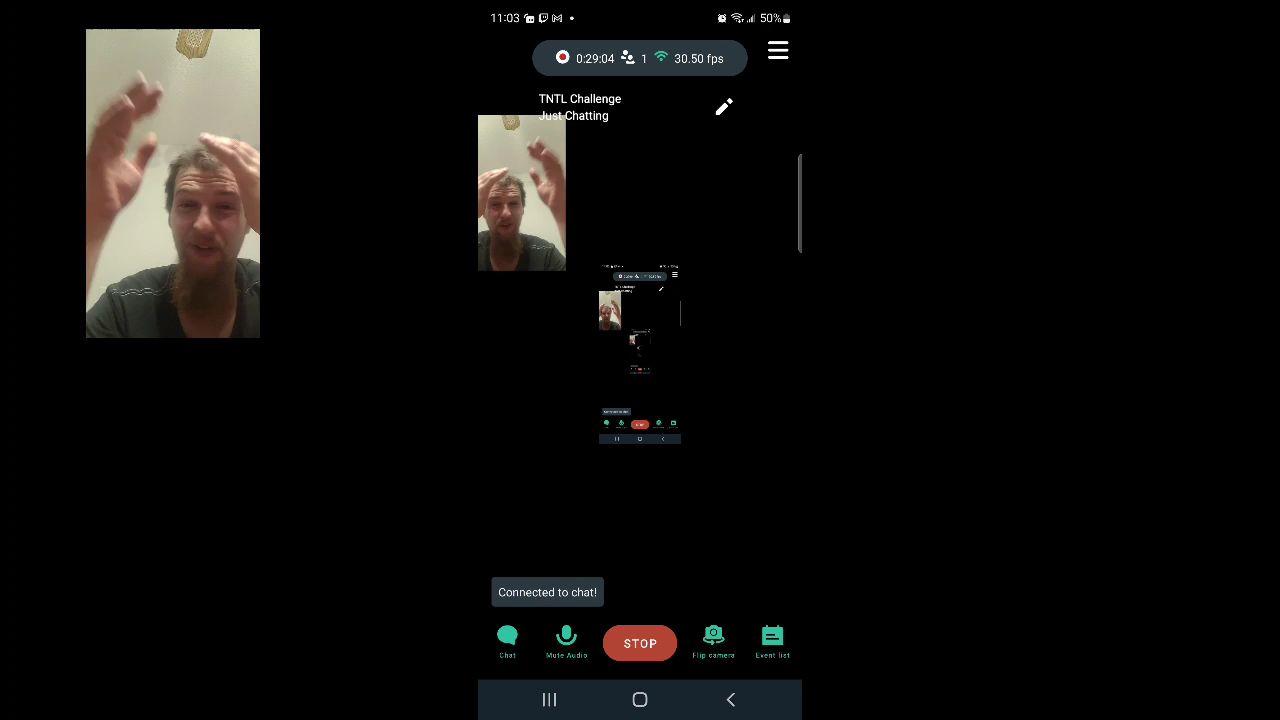 11:03
50%
0:29:04 1 30.50 fps
TNTL Challenge
Just Chatting
Connected to chat!
Chat
Mute Audio
STOP
Flip camera
Event list